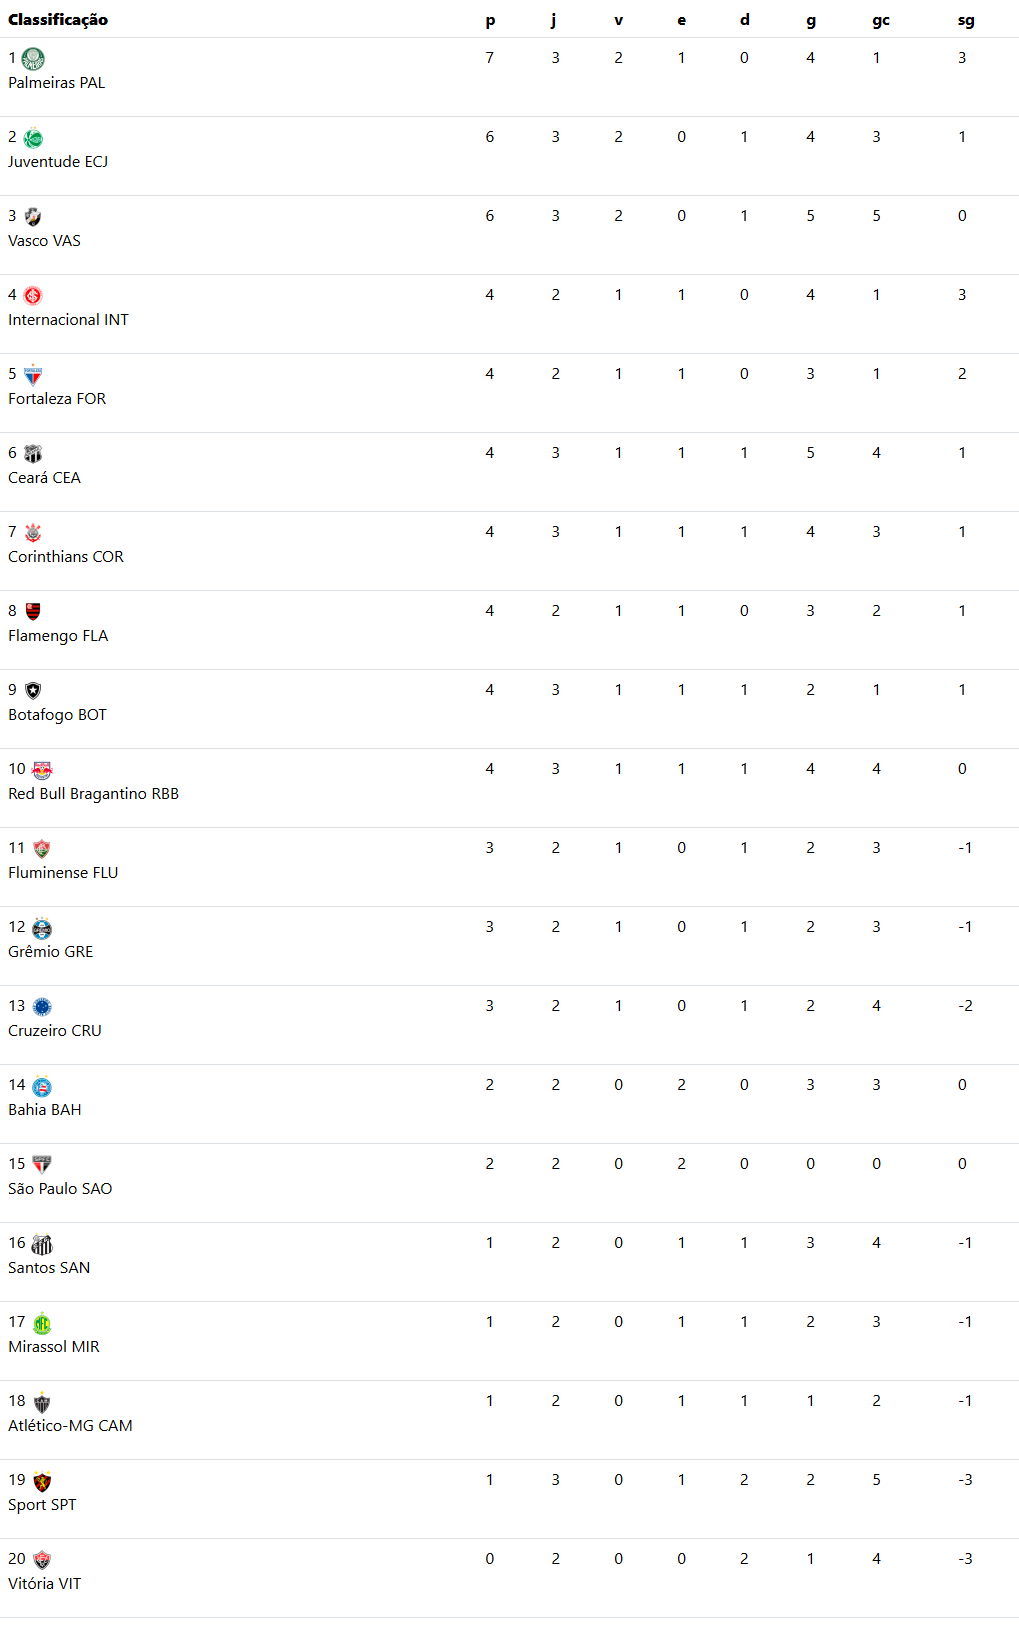 Classificação p j v e d g gc sg
1 7 3 2 1 0 4 1 3
Palmeiras PAL
2 6 3 2 0 1 4 3 1
Juventude ECJ
3 6 3 2 0 1 5 5 0
Vasco VAS
4 4 2 1 1 0 4 1 3
Internacional INT
5 4 2 1 1 0 3 1 2
Fortaleza FOR
6 4 3 1 1 1 5 4 1
Ceará CEA
7 4 3 1 1 1 4 3 1
Corinthians COR
8 4 2 1 1 0 3 2 1
Flamengo FLA
9 4 3 1 1 1 2 1 1
Botafogo BOT
10 4 3 1 1 1 4 4 0
Red Bull Bragantino RBB
11 3 2 1 0 1 2 3 -1
Fluminense FLU
12 3 2 1 0 1 2 3 -1
Grêmio GRE
13 3 2 1 0 1 2 4 -2
Cruzeiro CRU
14 2 2 0 2 0 3 3 0
Bahia BAH
15 2 2 0 2 0 0 0 0
São Paulo SAO
16 1 2 0 1 1 3 4 -1
Santos SAN
17 1 2 0 1 1 2 3 -1
Mirassol MIR
18 1 2 0 1 1 1 2 -1
Atlético-MG CAM
19 1 3 0 1 2 2 5 -3
Sport SPT
20 0 2 0 0 2 1 4 -3
Vitória VIT